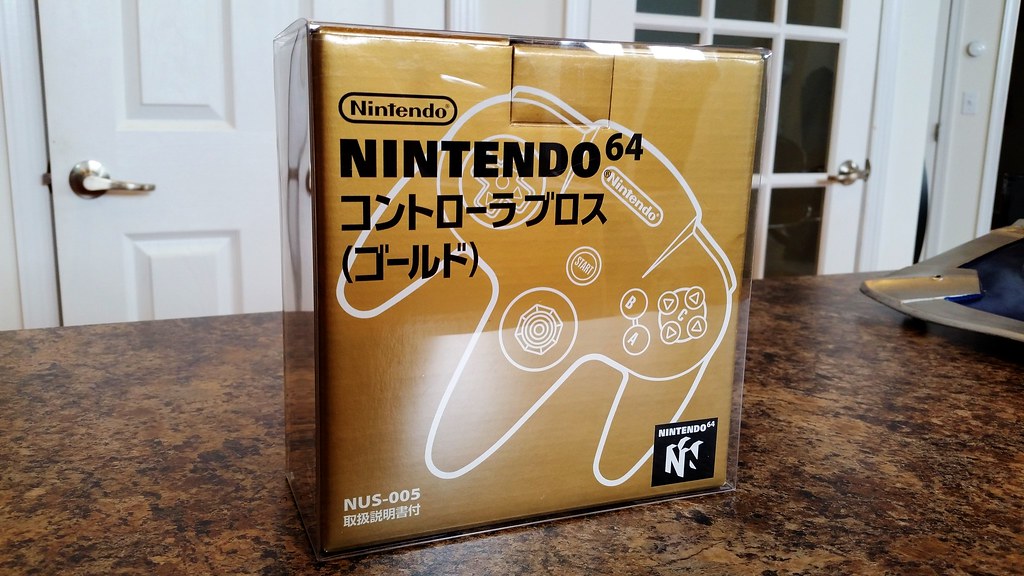 Nintendo®
NINTENDO64
コントローラ ブロス
(ゴールド)
Nintendo®
START
B
A
C
NUS-005
取扱説明書付
NINTENDO64
N